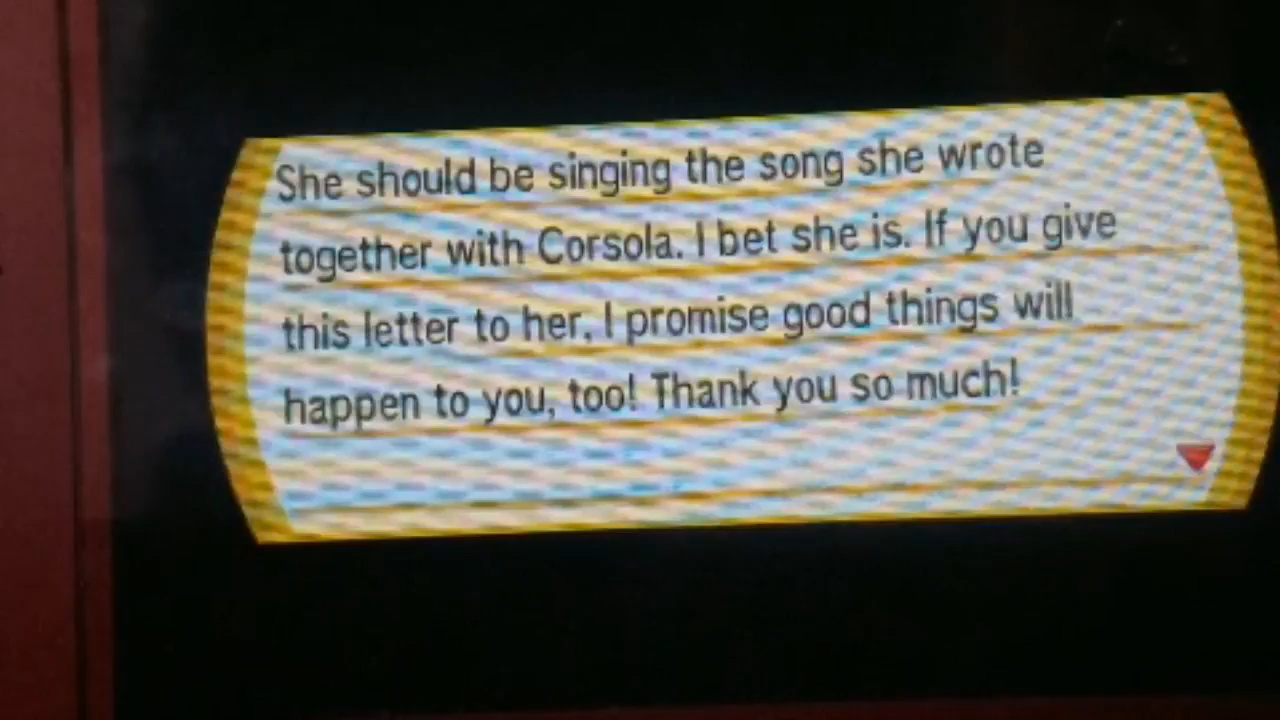 She should be singing the song she wrote
together with Corsola. I bet she is. If you give
this letter to her, I promise good things will
happen to you, too! Thank you so much!